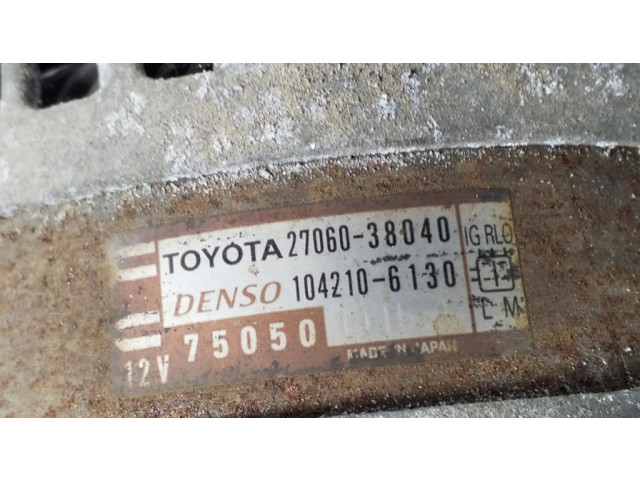 TOYOTA 27060-38040 IG RLO
DENSO 104210-6130
L M
12V 75050 MADE IN JAPAN